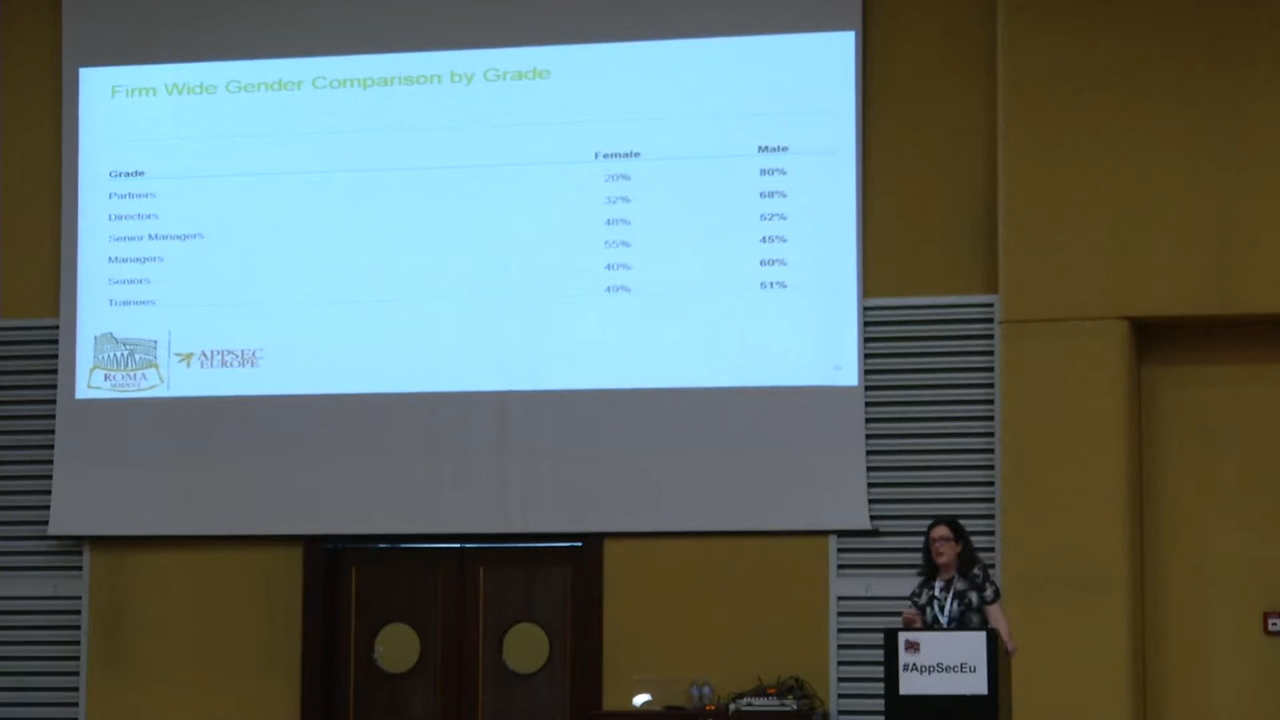 Firm Wide Gender Comparison by Grade
Grade Female Male
Partners 20% 80%
Directors 32% 68%
Senior Managers 48% 52%
Managers 55% 45%
Seniors 40% 60%
Trainees 49% 51%
ROMA
APPSEC
EUROPE
#AppSecEu